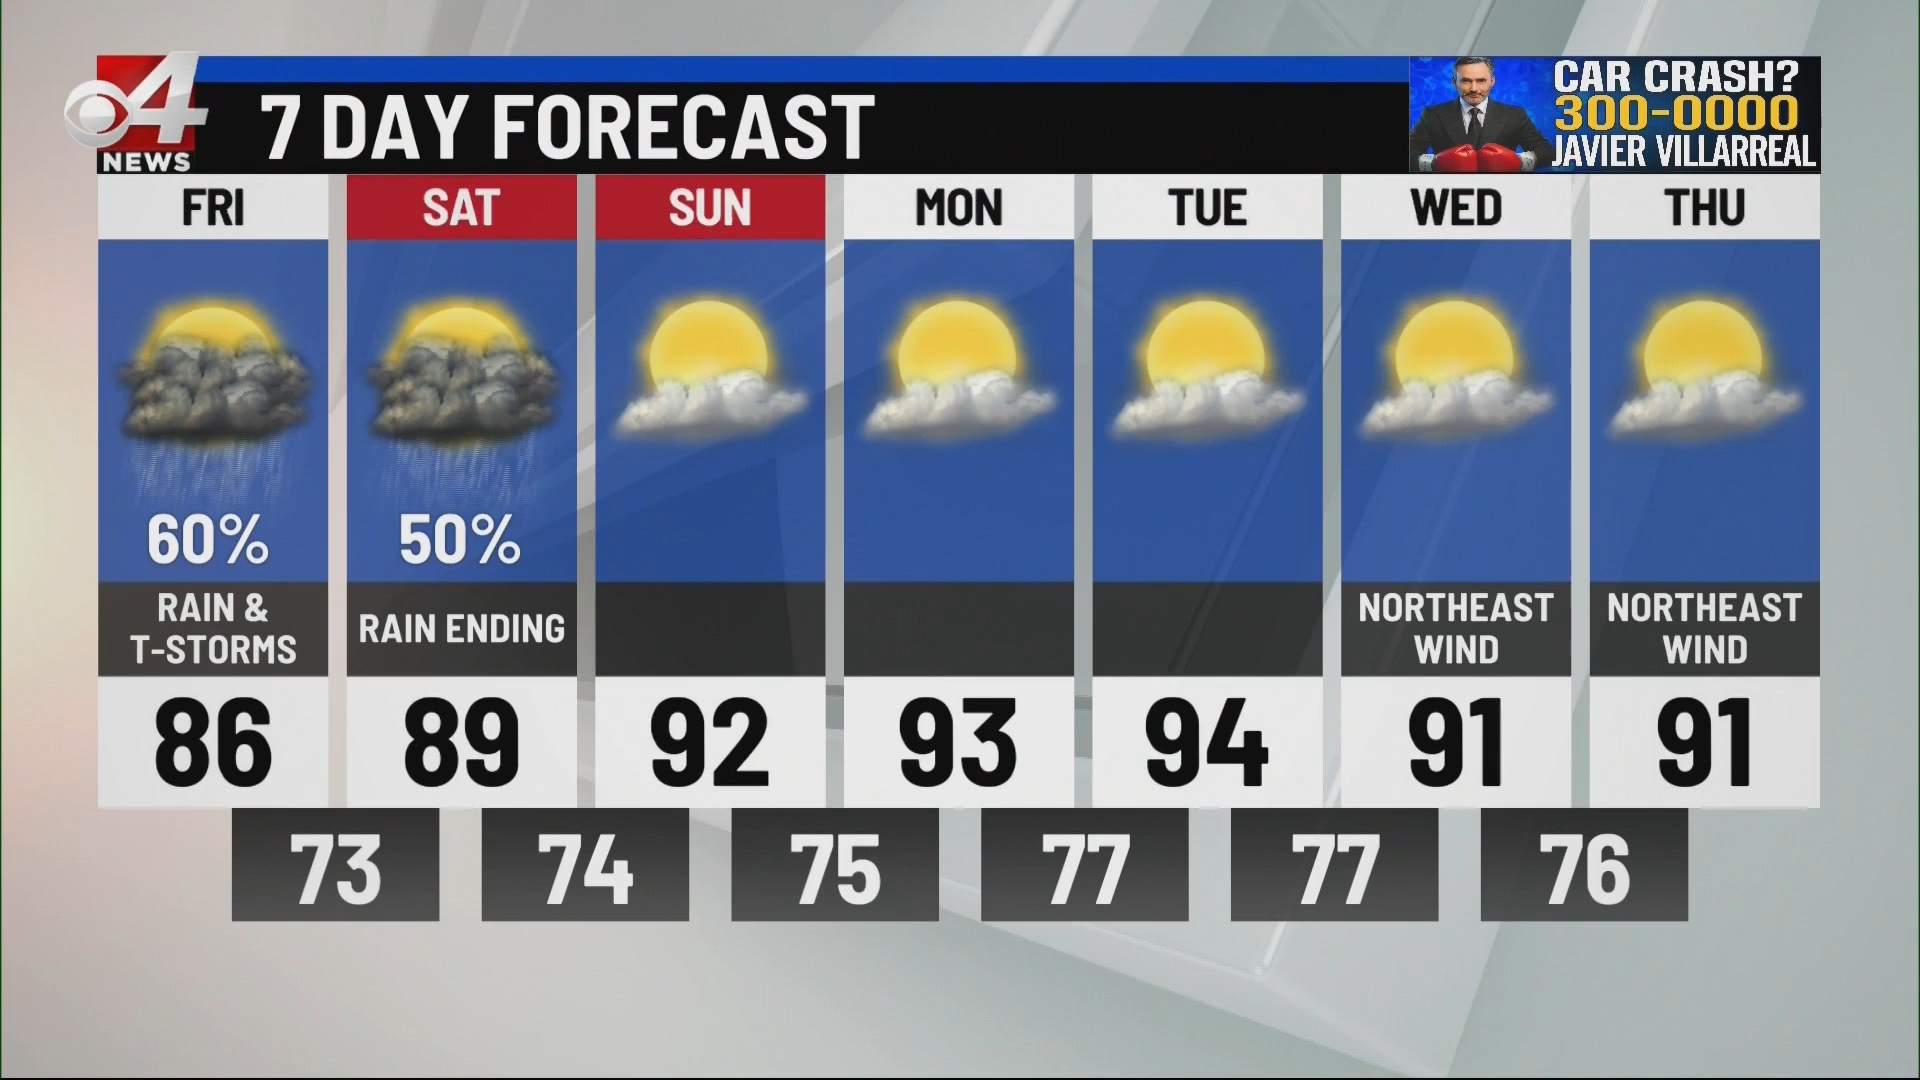 4
NEWS
7 DAY FORECAST
CAR CRASH?
300-0000
JAVIER VILLARREAL
FRI
SAT
SUN
MON
TUE
WED
THU
60%
50%
RAIN &
T-STORMS
RAIN ENDING
NORTHEAST
WIND
NORTHEAST
WIND
86
89
92
93
94
91
91
73
74
75
77
77
76